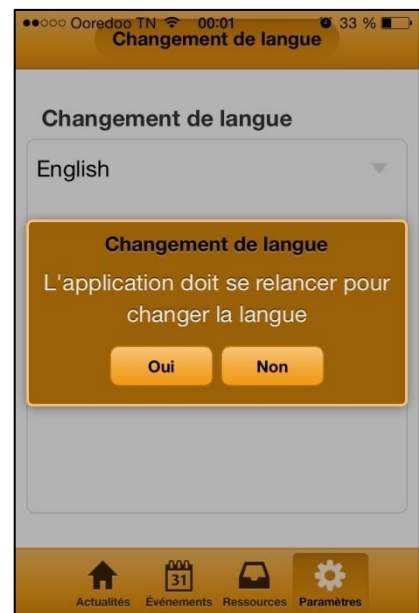 Ooredoo TN 00:01 33 %
Changement de langue
Changement de langue
English
Changement de langue
L'application doit se relancer pour
changer la langue
Oui Non
31
Actualités Événements Ressources Paramètres